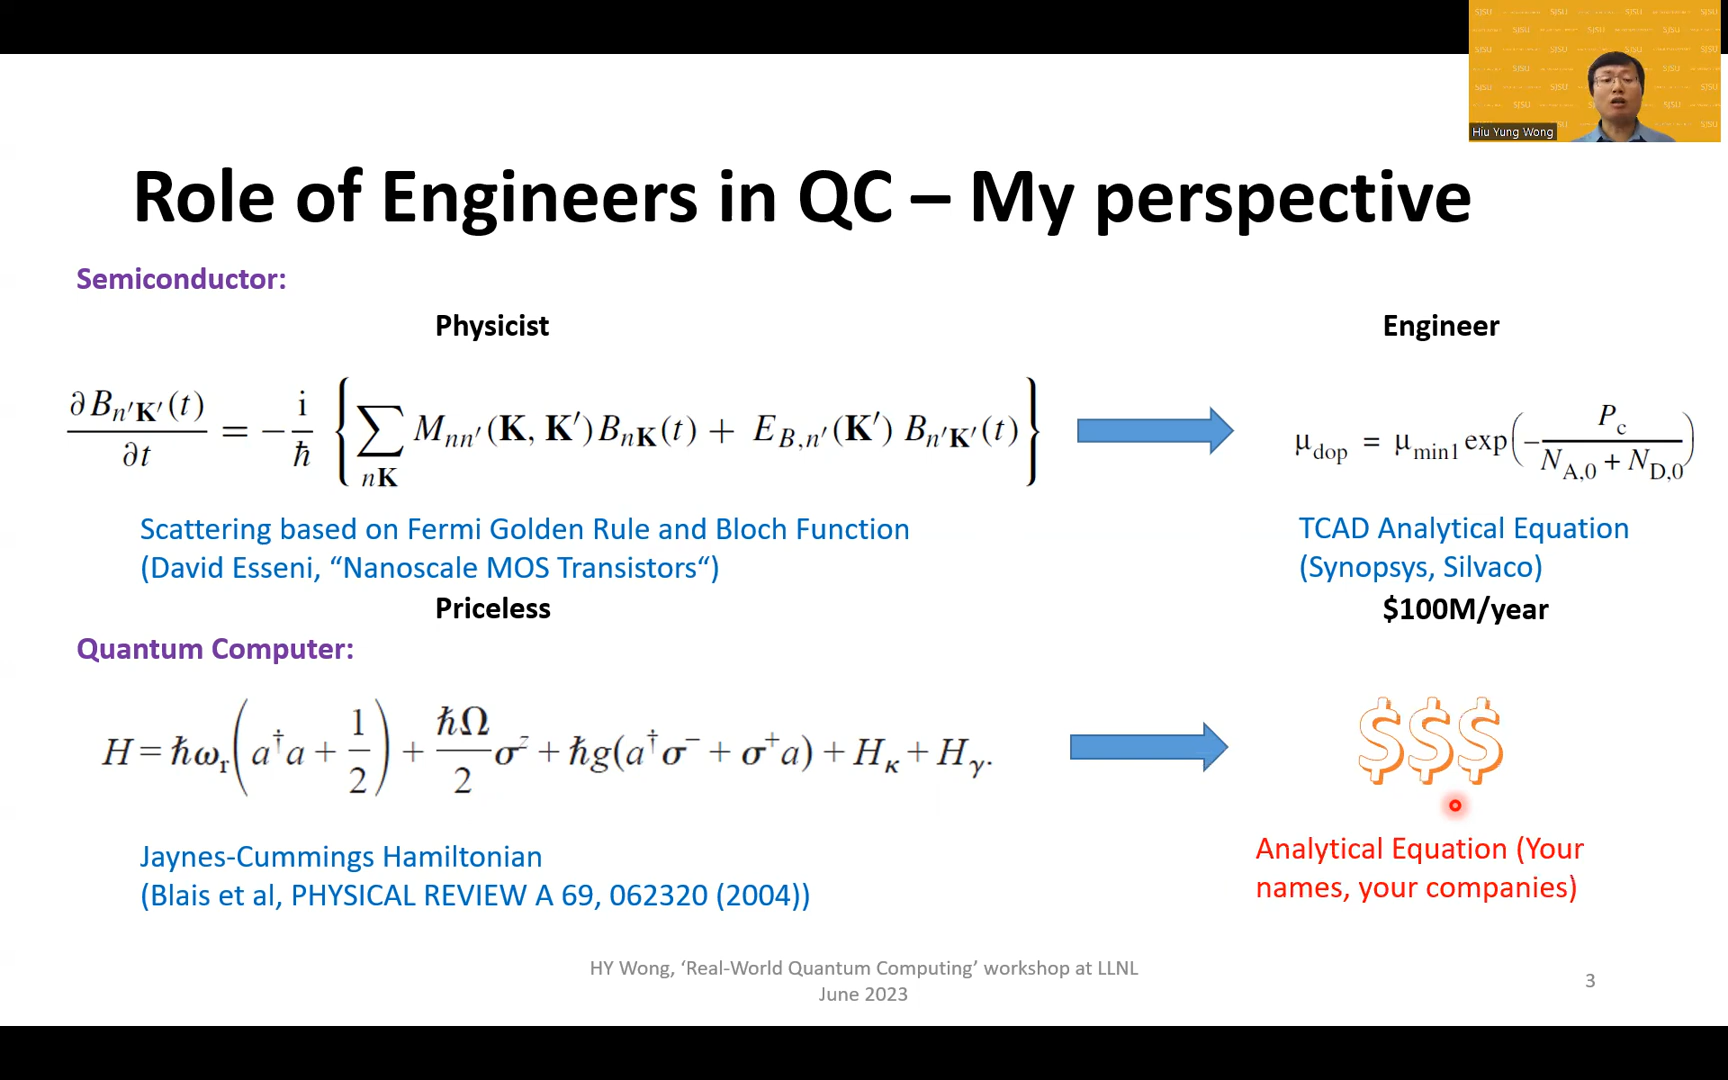 Hiu Yung Wong
Role of Engineers in QC – My perspective
Semiconductor:
Physicist
Engineer
∂B_{n′𝐊′}(t)/∂t = −(i/ħ) { ∑_{n𝐊} M_{nn′}(𝐊, 𝐊′)B_{n𝐊}(t) + E_{B,n′}(𝐊′) B_{n′𝐊′}(t) }
μ_dop = μ_min1 exp(−P_c/(N_{A,0} + N_{D,0}))
Scattering based on Fermi Golden Rule and Bloch Function
(David Esseni, “Nanoscale MOS Transistors“)
TCAD Analytical Equation
(Synopsys, Silvaco)
Priceless
$100M/year
Quantum Computer:
H = ħω_r(a†a + 1/2) + (ħΩ/2)σ^z + ħg(a†σ⁻ + σ⁺a) + H_κ + H_γ.
$$$
Jaynes-Cummings Hamiltonian
(Blais et al, PHYSICAL REVIEW A 69, 062320 (2004))
Analytical Equation (Your
names, your companies)
HY Wong, ‘Real-World Quantum Computing’ workshop at LLNL
June 2023
3